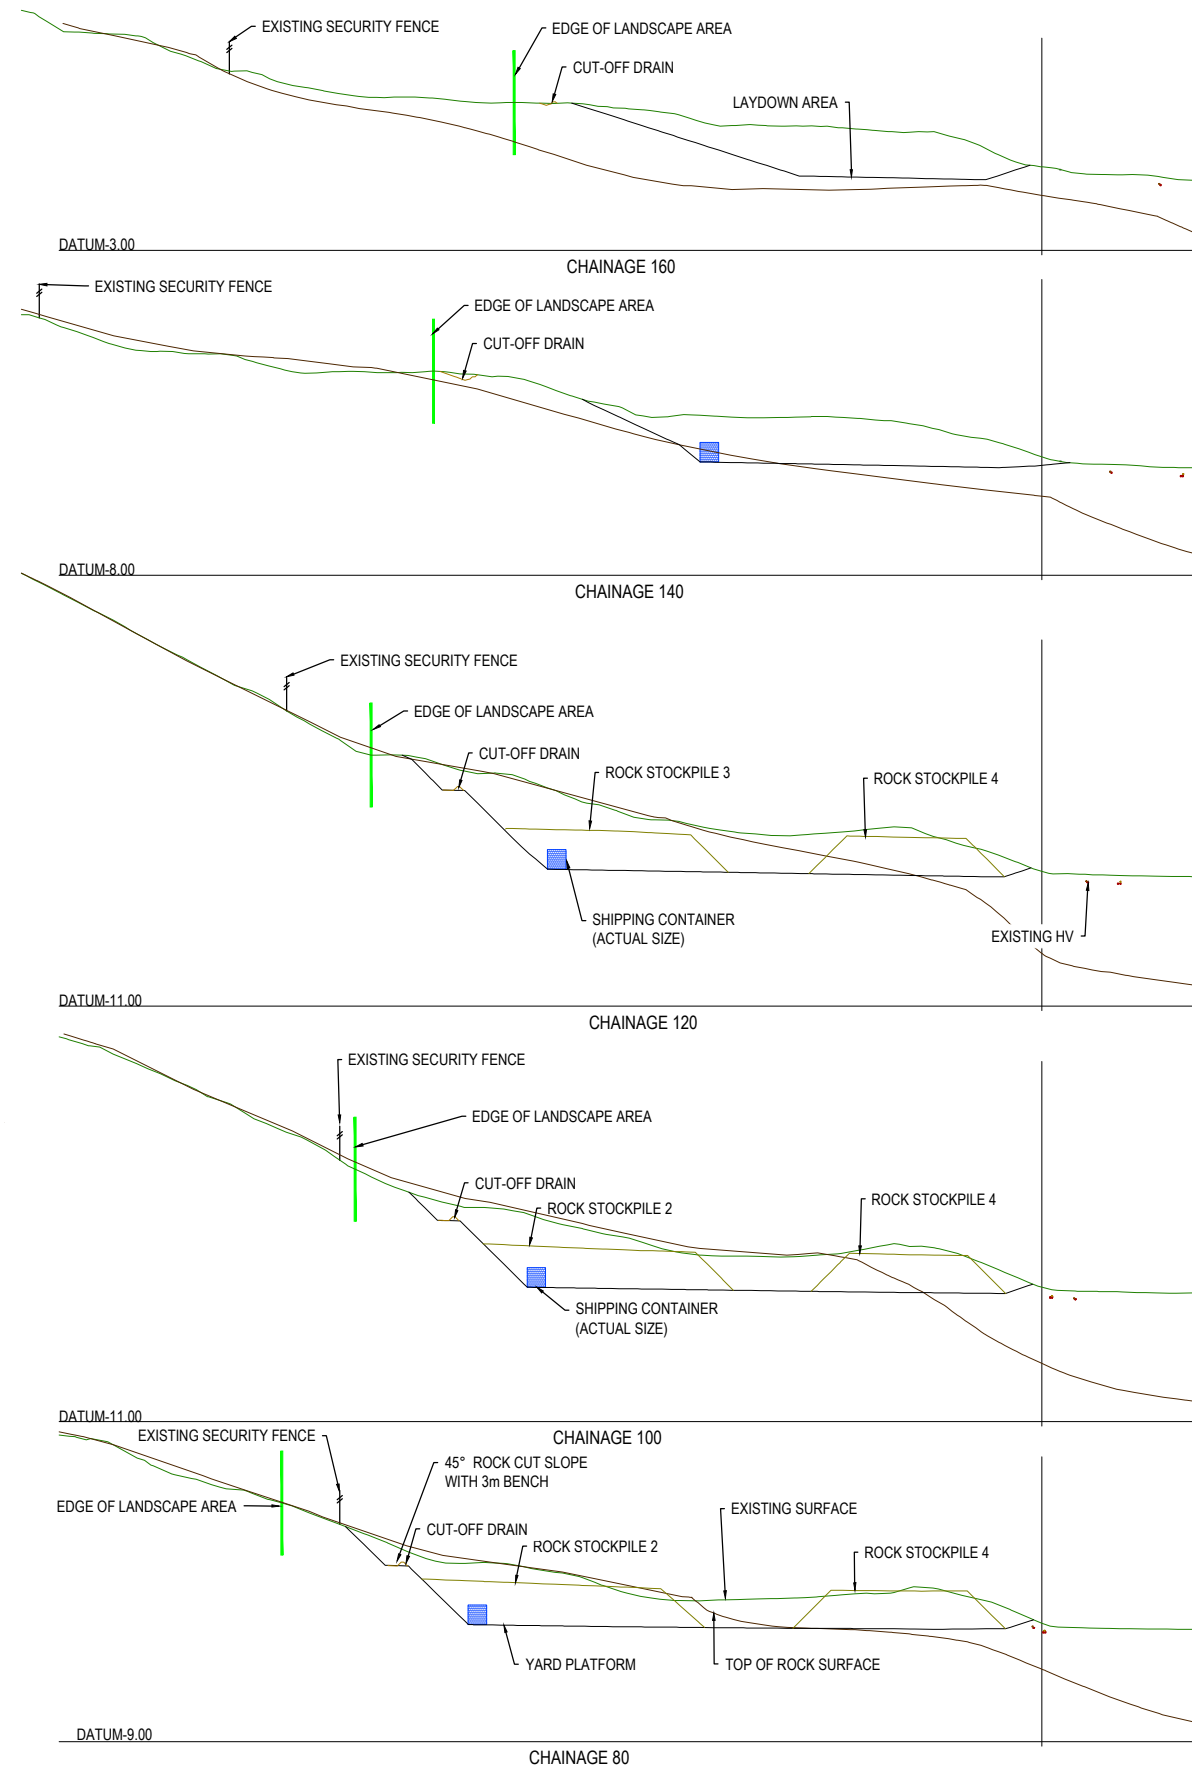 EXISTING SECURITY FENCE
EDGE OF LANDSCAPE AREA
CUT-OFF DRAIN
LAYDOWN AREA
DATUM-3.00
CHAINAGE 160
EXISTING SECURITY FENCE
EDGE OF LANDSCAPE AREA
CUT-OFF DRAIN
DATUM-8.00
CHAINAGE 140
EXISTING SECURITY FENCE
EDGE OF LANDSCAPE AREA
CUT-OFF DRAIN
ROCK STOCKPILE 3
ROCK STOCKPILE 4
SHIPPING CONTAINER
(ACTUAL SIZE)
EXISTING HV
DATUM-11.00
CHAINAGE 120
EXISTING SECURITY FENCE
EDGE OF LANDSCAPE AREA
CUT-OFF DRAIN
ROCK STOCKPILE 2
ROCK STOCKPILE 4
SHIPPING CONTAINER
(ACTUAL SIZE)
DATUM-11.00
CHAINAGE 100
EXISTING SECURITY FENCE
45° ROCK CUT SLOPE
WITH 3m BENCH
EDGE OF LANDSCAPE AREA
EXISTING SURFACE
CUT-OFF DRAIN
ROCK STOCKPILE 2
ROCK STOCKPILE 4
YARD PLATFORM
TOP OF ROCK SURFACE
DATUM-9.00
CHAINAGE 80